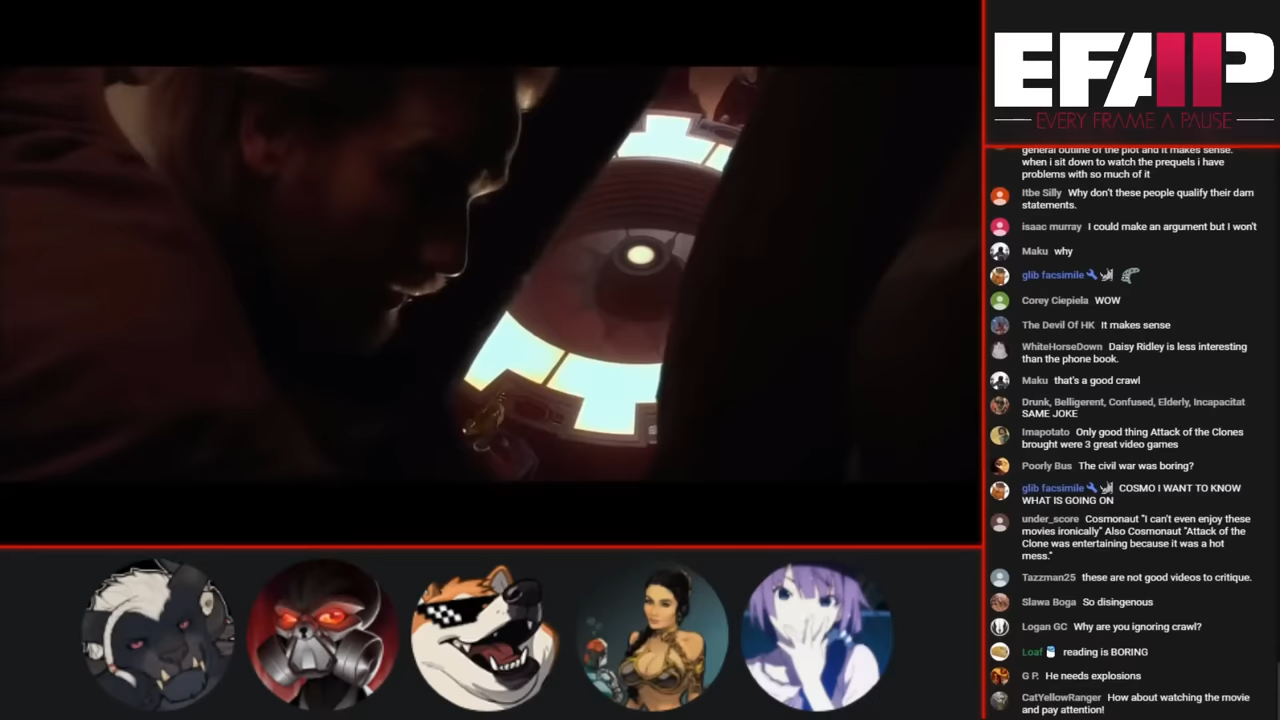 EFAP
EVERY FRAME A PAUSE
general outline of the plot and it makes sense.
when i sit down to watch the prequels i have
problems with so much of it
Itbe Silly Why don't these people qualify their dam
statements.
isaac murray I could make an argument but I won't
Maku why
glib facsimile
Corey Ciepiela WOW
The Devil Of HK It makes sense
WhiteHorseDown Daisy Ridley is less interesting
than the phone book.
Maku that's a good crawl
Drunk, Belligerent, Confused, Elderly, Incapacitat
SAME JOKE
Imapotato Only good thing Attack of the Clones
brought were 3 great video games
Poorly Bus The civil war was boring?
glib facsimile COSMO I WANT TO KNOW
WHAT IS GOING ON
under_score Cosmonaut "I can't even enjoy these
movies ironically" Also Cosmonaut "Attack of the
Clone was entertaining because it was a hot
mess."
Tazzman25 these are not good videos to critique.
Slawa Boga So disingenous
Logan GC Why are you ignoring crawl?
Loaf reading is BORING
G P. He needs explosions
CatYellowRanger How about watching the movie
and pay attention!